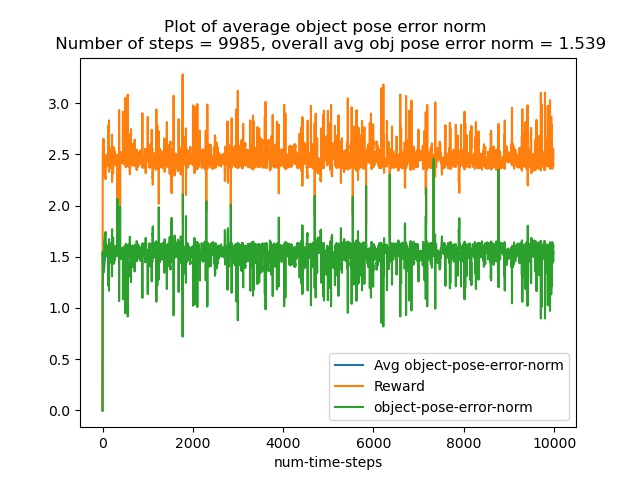 Plot of average object pose error norm
Number of steps = 9985, overall avg obj pose error norm = 1.539
3.0
2.5
2.0
1.5
1.0
0.5
0.0
Avg object-pose-error-norm
Reward
object-pose-error-norm
0 2000 4000 6000 8000 10000
num-time-steps